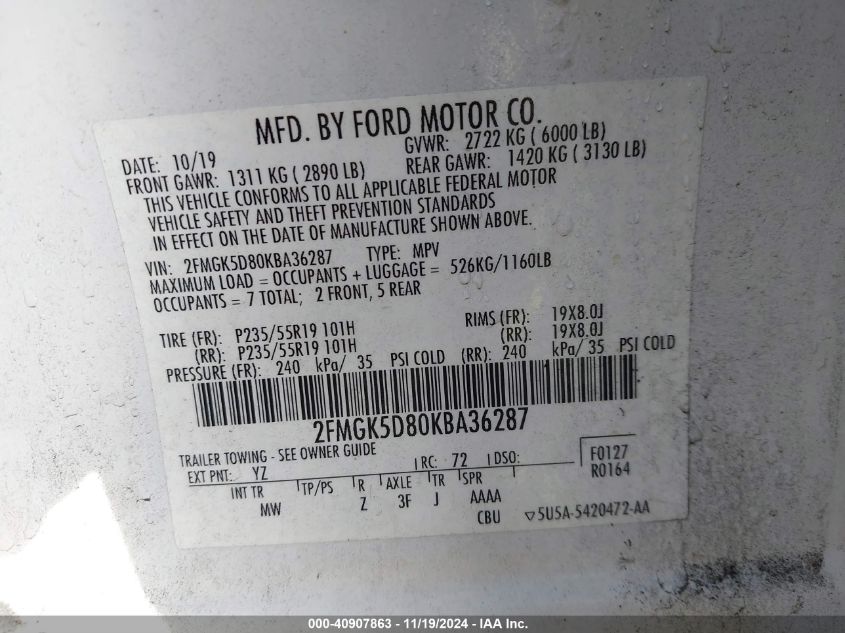 MFD. BY FORD MOTOR CO.
DATE: 10/19 GVWR: 2722 KG ( 6000 LB)
FRONT GAWR: 1311 KG ( 2890 LB) REAR GAWR: 1420 KG ( 3130 LB)
THIS VEHICLE CONFORMS TO ALL APPLICABLE FEDERAL MOTOR
VEHICLE SAFETY AND THEFT PREVENTION STANDARDS
IN EFFECT ON THE DATE OF MANUFACTURE SHOWN ABOVE.
VIN: 2FMGK5D80KBA36287 TYPE: MPV
MAXIMUM LOAD = OCCUPANTS + LUGGAGE = 526KG/1160LB
OCCUPANTS = 7 TOTAL; 2 FRONT, 5 REAR
TIRE (FR): P235/55R19 101H RIMS (FR): 19X8.0J
(RR): P235/55R19 101H (RR): 19X8.0J
PRESSURE (FR): 240 kPa/ 35 PSI COLD (RR): 240 kPa/ 35 PSI COLD
2FMGK5D80KBA36287
TRAILER TOWING - SEE OWNER GUIDE
EXT PNT: YZ RC: 72 DSO: F0127
R0164
INT TR TP/PS R AXLE TR SPR
MW Z 3F J AAAA
CBU ▽5U5A-5420472-AA
000-40907863 - 11/19/2024 - IAA Inc.